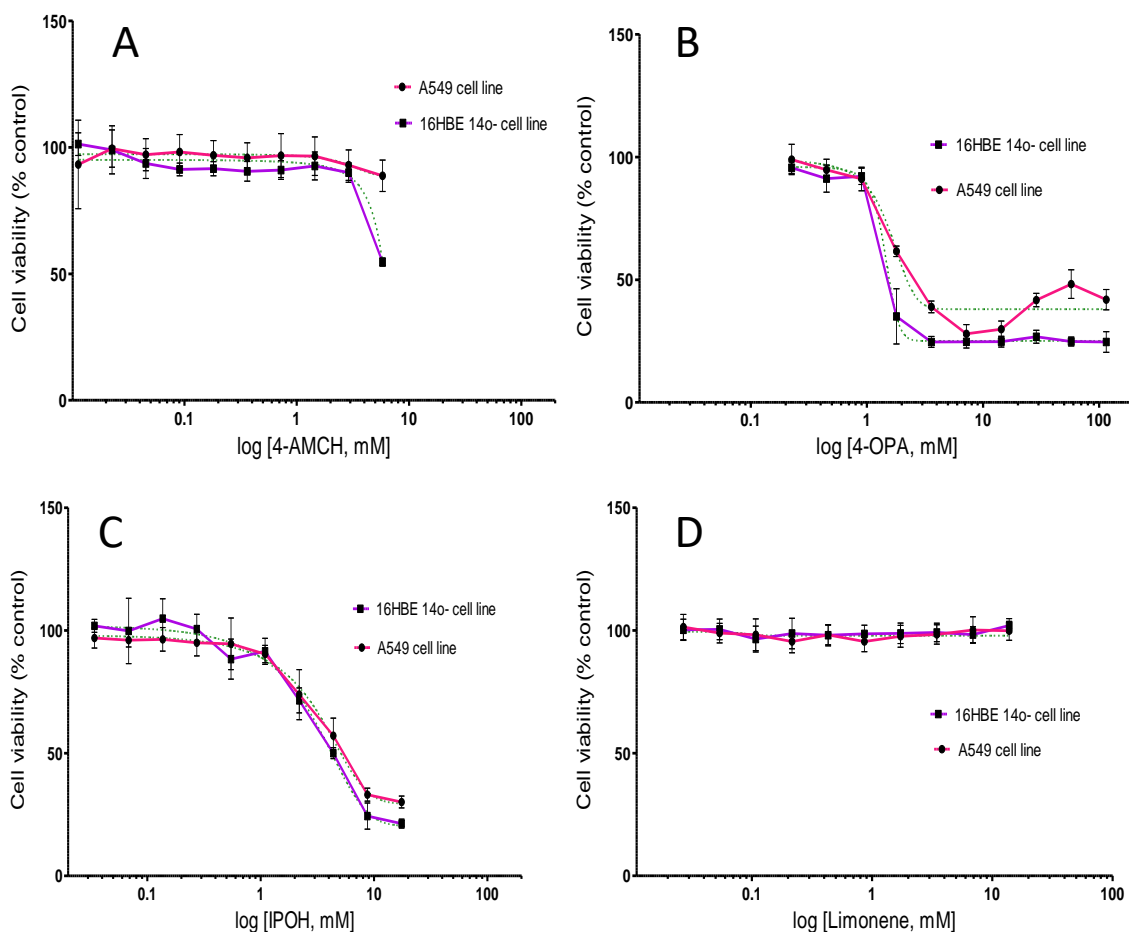 A
150
100
50
0
Cell viability (% control)
A549 cell line
16HBE 14o- cell line
0.1
1
10
100
log [4-AMCH, mM]
B
150
100
50
0
Cell viability (% control)
16HBE 14o- cell line
A549 cell line
0.1
1
10
100
log [4-OPA, mM]
C
150
100
50
0
Cell viability (% control)
16HBE 14o- cell line
A549 cell line
0.1
1
10
100
log [IPOH, mM]
D
150
100
50
0
Cell viability (% control)
16HBE 14o- cell line
A549 cell line
0.1
1
10
100
log [Limonene, mM]